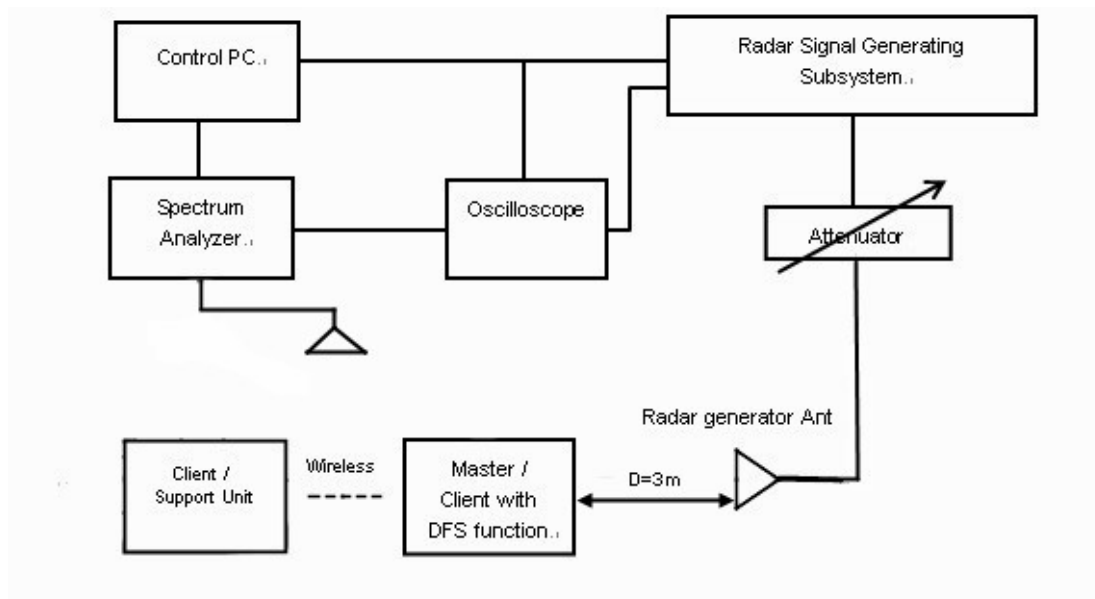 Control PC.
Radar Signal Generating
Subsystem.
Spectrum
Analyzer.
Oscilloscope
Attenuator
Radar generator Ant
Client /
Support Unit
Wireless
Master /
Client with
DFS function.
D=3m